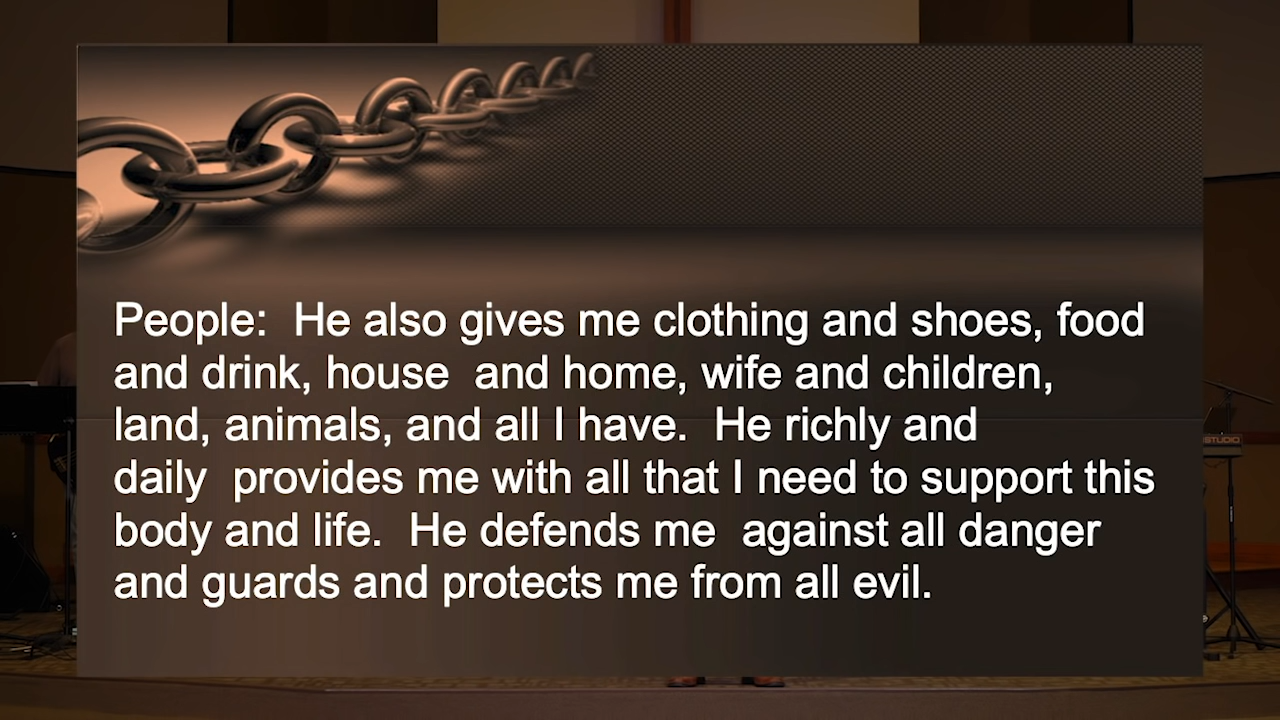 People:  He also gives me clothing and shoes, food
and drink, house  and home, wife and children,
land, animals, and all I have.  He richly and
daily  provides me with all that I need to support this
body and life.  He defends me  against all danger
and guards and protects me from all evil.
STUDIO